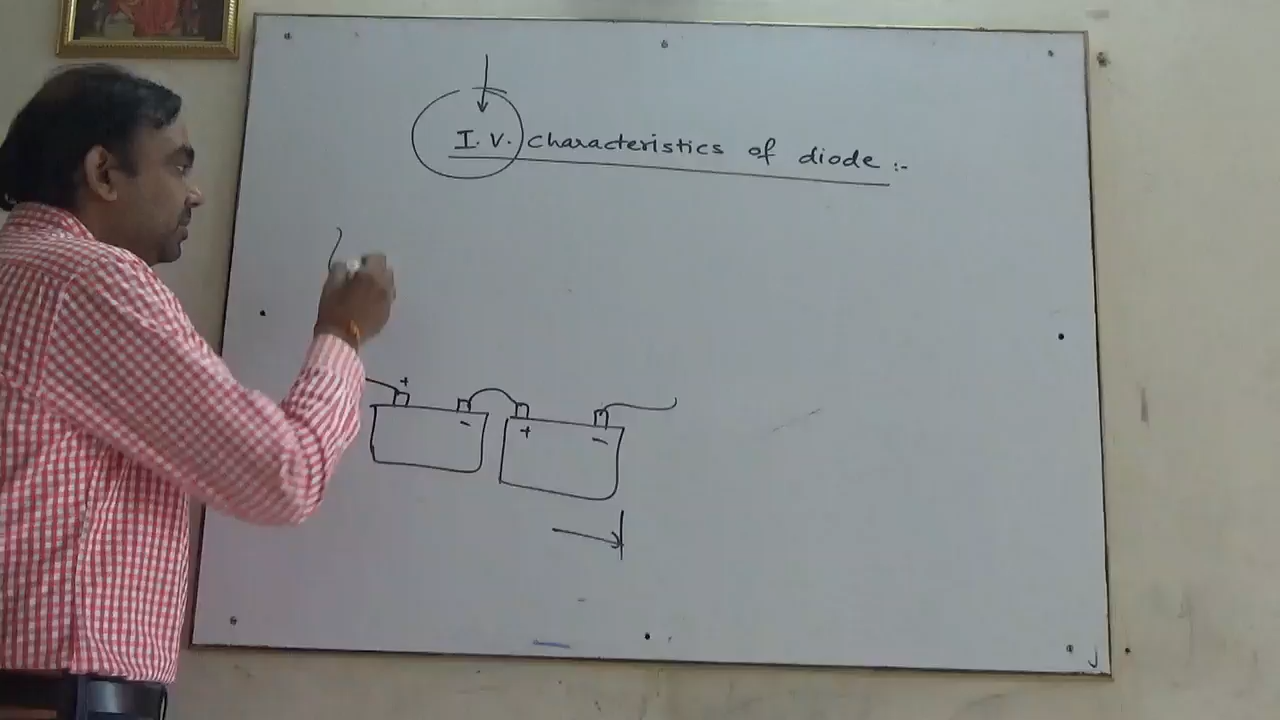 I.V. characteristics of diode :-
+
- + -